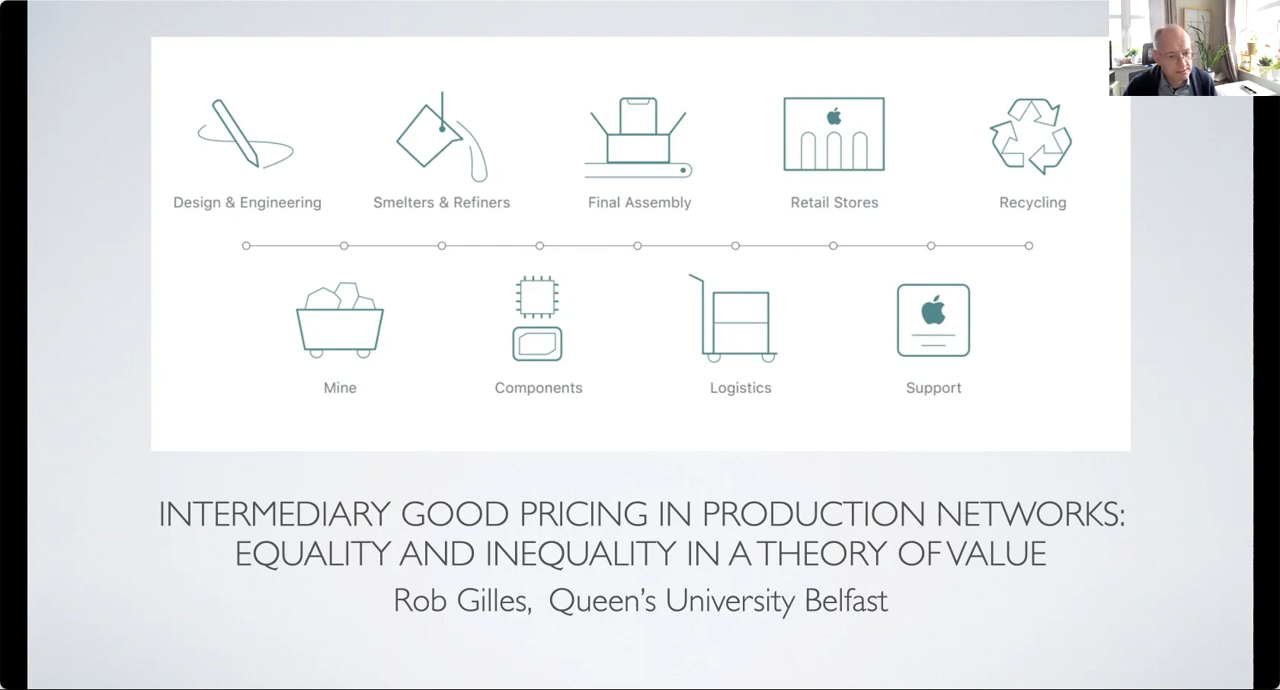 Design & Engineering
Smelters & Refiners
Final Assembly
Retail Stores
Recycling
Mine
Components
Logistics
Support
INTERMEDIARY GOOD PRICING IN PRODUCTION NETWORKS:
EQUALITY AND INEQUALITY IN A THEORY OF VALUE
Rob Gilles, Queen's University Belfast